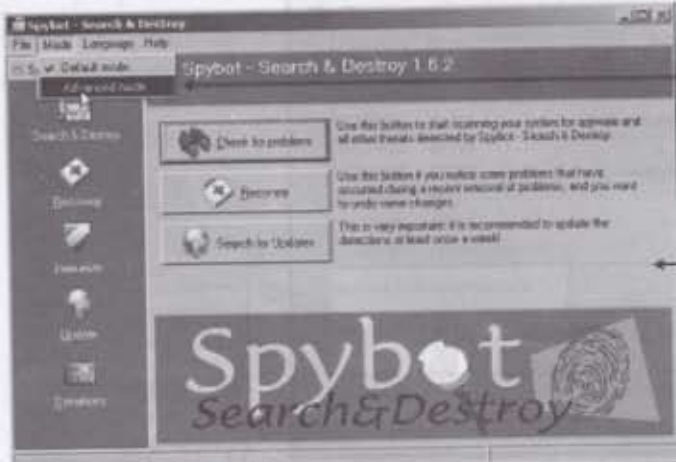 Spybot - Search & Destroy
File Mode Language Help
Default mode
Advanced mode
Spybot - Search & Destroy 1.6.2
Search & Destroy
Recovery
Immunize
Update
Donations
Check for problems
Use this button to start scanning your system for spyware and
all other threats detected by Spybot - Search & Destroy.
Recovery
Use this button if you notice some problems that have
occurred during a recent removal of problems, and you want
to undo some changes.
Search for Updates
This is very important: it is recommended to update the
detections at least once a week!
Spybot
Search&Destroy